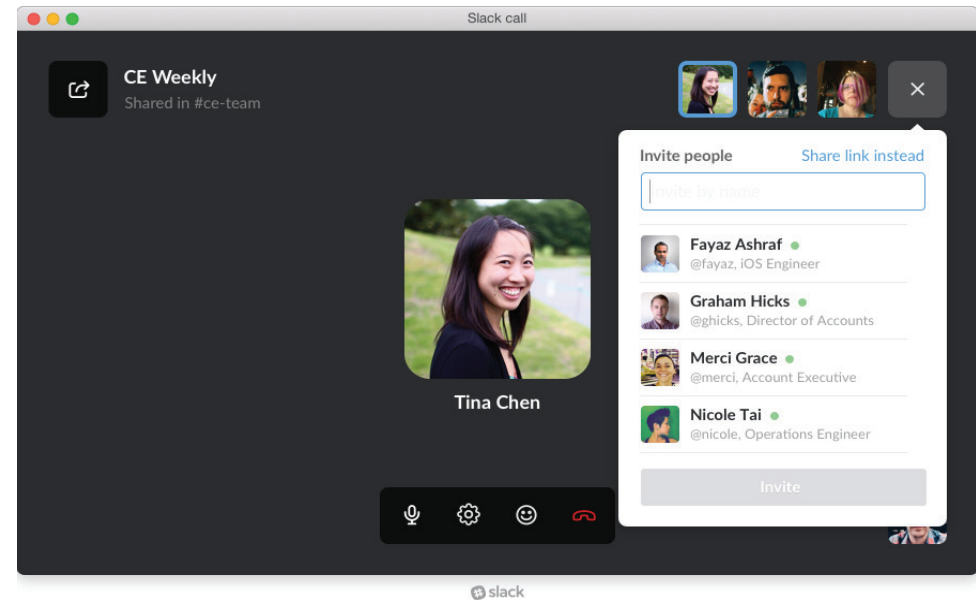 Slack call
CE Weekly
Shared in #ce-team
Invite people
Share link instead
Invite by name
Fayaz Ashraf
@fayaz, iOS Engineer
Graham Hicks
@ghicks, Director of Accounts
Merci Grace
@merci, Account Executive
Nicole Tai
@nicole, Operations Engineer
Invite
Tina Chen
slack